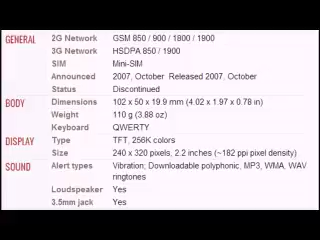 GENERAL 2G Network GSM 850 / 900 / 1800 / 1900
3G Network HSDPA 850 / 1900
SIM Mini-SIM
Announced 2007, October Released 2007, October
Status Discontinued
BODY Dimensions 102 x 50 x 19.9 mm (4.02 x 1.97 x 0.78 in)
Weight 110 g (3.88 oz)
Keyboard QWERTY
DISPLAY Type TFT, 256K colors
Size 240 x 320 pixels, 2.2 inches (~182 ppi pixel density)
SOUND Alert types Vibration; Downloadable polyphonic, MP3, WMA, WAV
ringtones
Loudspeaker Yes
3.5mm jack Yes